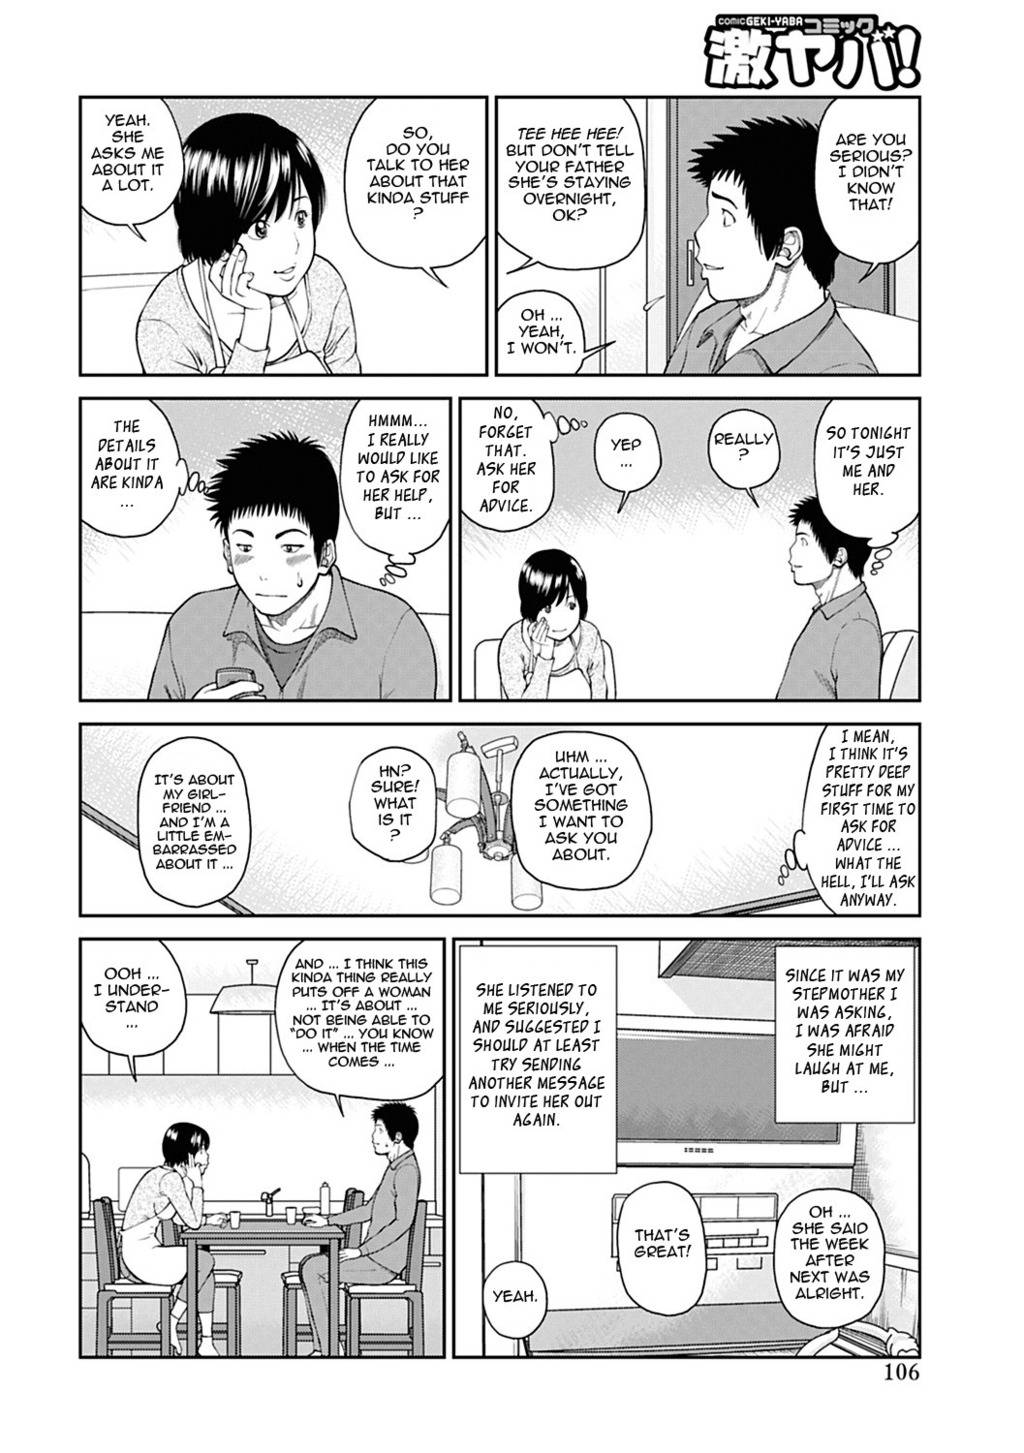 COMIC GEKI-YABA コミック
激ヤバ!
ARE YOU
SERIOUS?
I DIDN'T
KNOW
THAT!
TEE HEE HEE!
BUT DON'T TELL
YOUR FATHER
SHE'S STAYING
OVERNIGHT,
OK?
OH ...
YEAH,
I WON'T.
SO,
DO YOU
TALK TO HER
ABOUT THAT
KINDA STUFF
?
YEAH.
SHE
ASKS ME
ABOUT IT
A LOT.
SO TONIGHT
IT'S JUST
ME AND
HER.
REALLY
?
YEP
...
NO,
FORGET
THAT.
ASK HER
FOR
ADVICE.
HMMM...
I REALLY
WOULD LIKE
TO ASK FOR
HER HELP,
BUT ...
THE
DETAILS
ABOUT IT
ARE KINDA
...
I MEAN,
I THINK IT'S
PRETTY DEEP
STUFF FOR MY
FIRST TIME TO
ASK FOR
ADVICE ...
WHAT THE
HELL, I'LL ASK
ANYWAY.
UHM ...
ACTUALLY,
I'VE GOT
SOMETHING
I WANT TO
ASK YOU
ABOUT.
HN?
SURE!
WHAT
IS IT
?
IT'S ABOUT
MY GIRL-
FRIEND ...
AND I'M A
LITTLE EM-
BARRASSED
ABOUT IT ...
SINCE IT WAS MY
STEPMOTHER I
WAS ASKING,
I WAS AFRAID
SHE MIGHT
LAUGH AT ME,
BUT ...
SHE LISTENED TO
ME SERIOUSLY,
AND SUGGESTED I
SHOULD AT LEAST
TRY SENDING
ANOTHER MESSAGE
TO INVITE HER OUT
AGAIN.
OH ...
SHE SAID
THE WEEK
AFTER
NEXT WAS
ALRIGHT.
THAT'S
GREAT!
YEAH.
AND ... I THINK THIS
KINDA THING REALLY
PUTS OFF A WOMAN
... IT'S ABOUT ...
NOT BEING ABLE TO
"DO IT" ... YOU KNOW
... WHEN THE TIME
COMES ...
OOH ...
I UNDER-
STAND
...
106